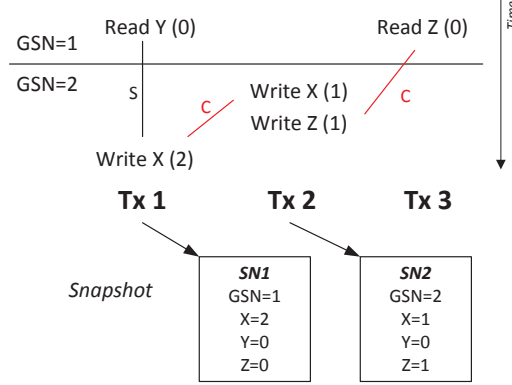 Read Y (0)
Read Z (0)
Time
GSN=1
GSN=2
S
C
Write X (1)
Write Z (1)
C
Write X (2)
Tx 1
Tx 2
Tx 3
Snapshot
SN1
GSN=1
X=2
Y=0
Z=0
SN2
GSN=2
X=1
Y=0
Z=1